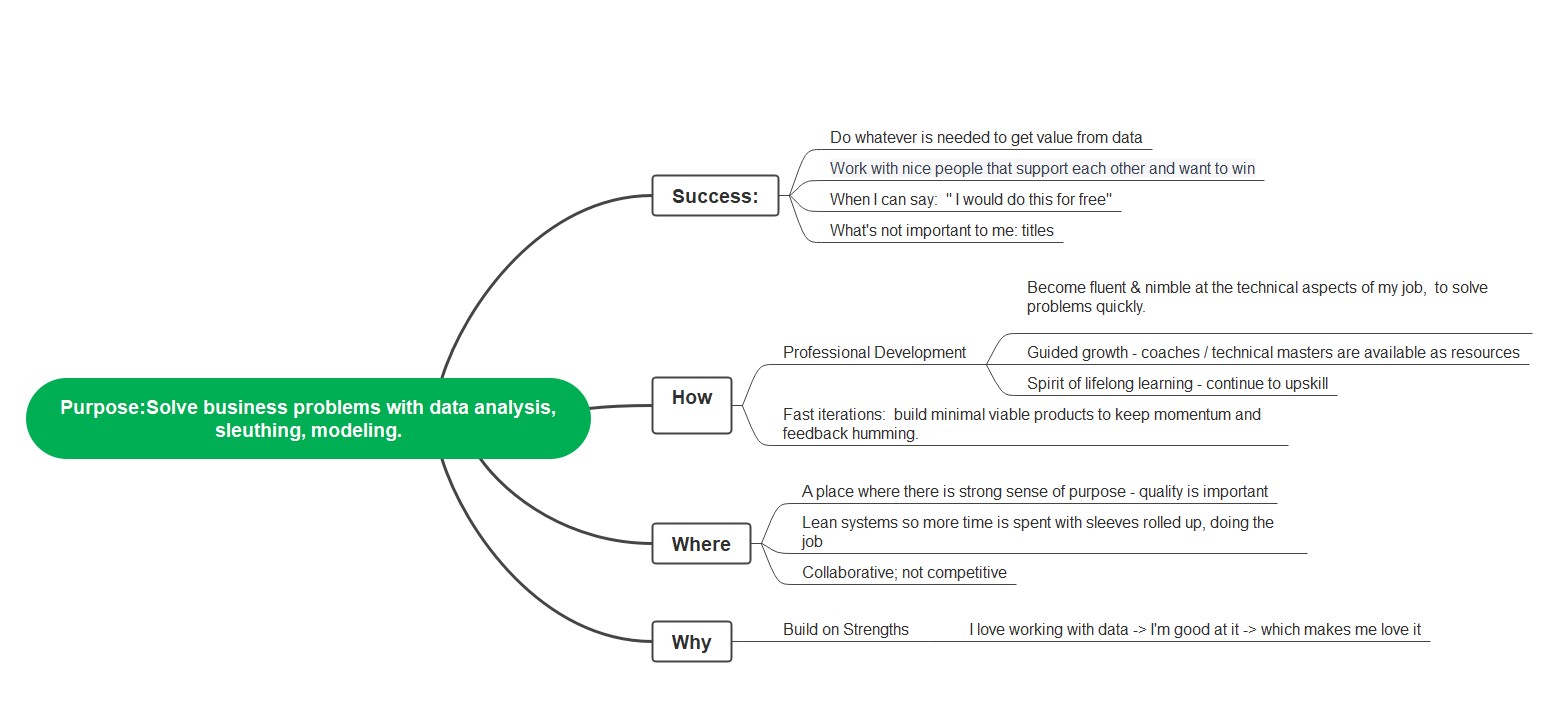 Do whatever is needed to get value from data
Work with nice people that support each other and want to win
Success:
When I can say:  " I would do this for free"
What's not important to me: titles
Become fluent & nimble at the technical aspects of my job,  to solve
problems quickly.
Professional Development
Guided growth - coaches / technical masters are available as resources
Spirit of lifelong learning - continue to upskill
How
Purpose:Solve business problems with data analysis,
sleuthing, modeling.
Fast iterations:  build minimal viable products to keep momentum and
feedback humming.
A place where there is strong sense of purpose - quality is important
Lean systems so more time is spent with sleeves rolled up, doing the
job
Where
Collaborative; not competitive
Why
Build on Strengths
I love working with data -> I'm good at it -> which makes me love it